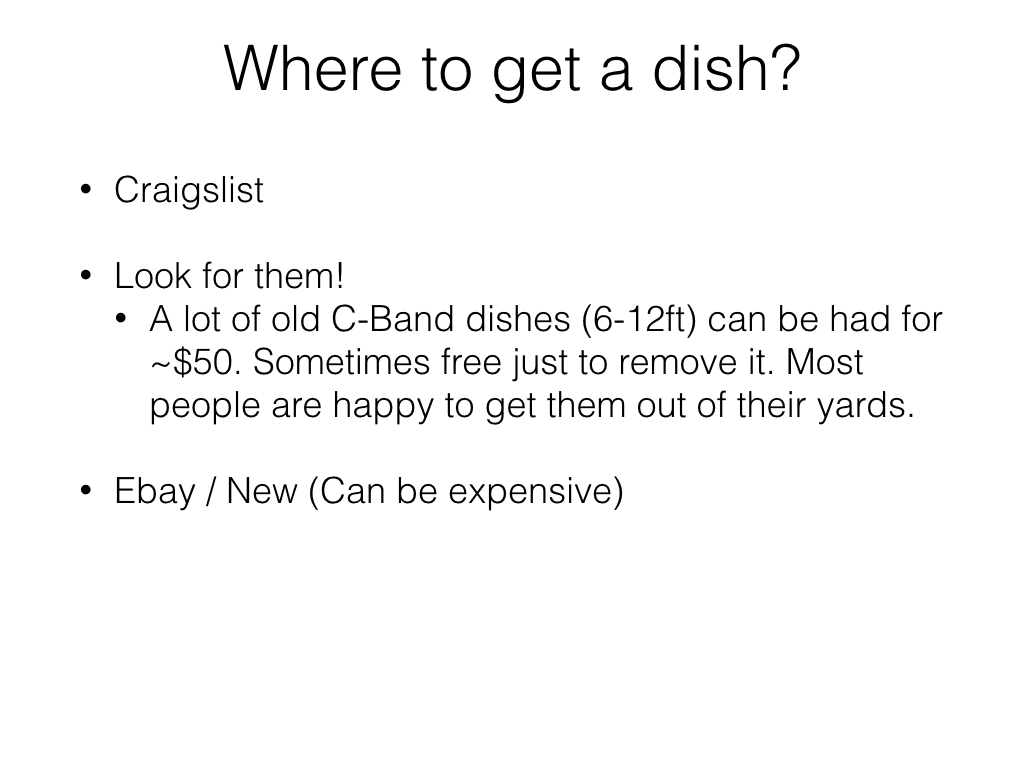 Where to get a dish?
• Craigslist
• Look for them!
• A lot of old C-Band dishes (6-12ft) can be had for
~$50. Sometimes free just to remove it. Most
people are happy to get them out of their yards.
• Ebay / New (Can be expensive)